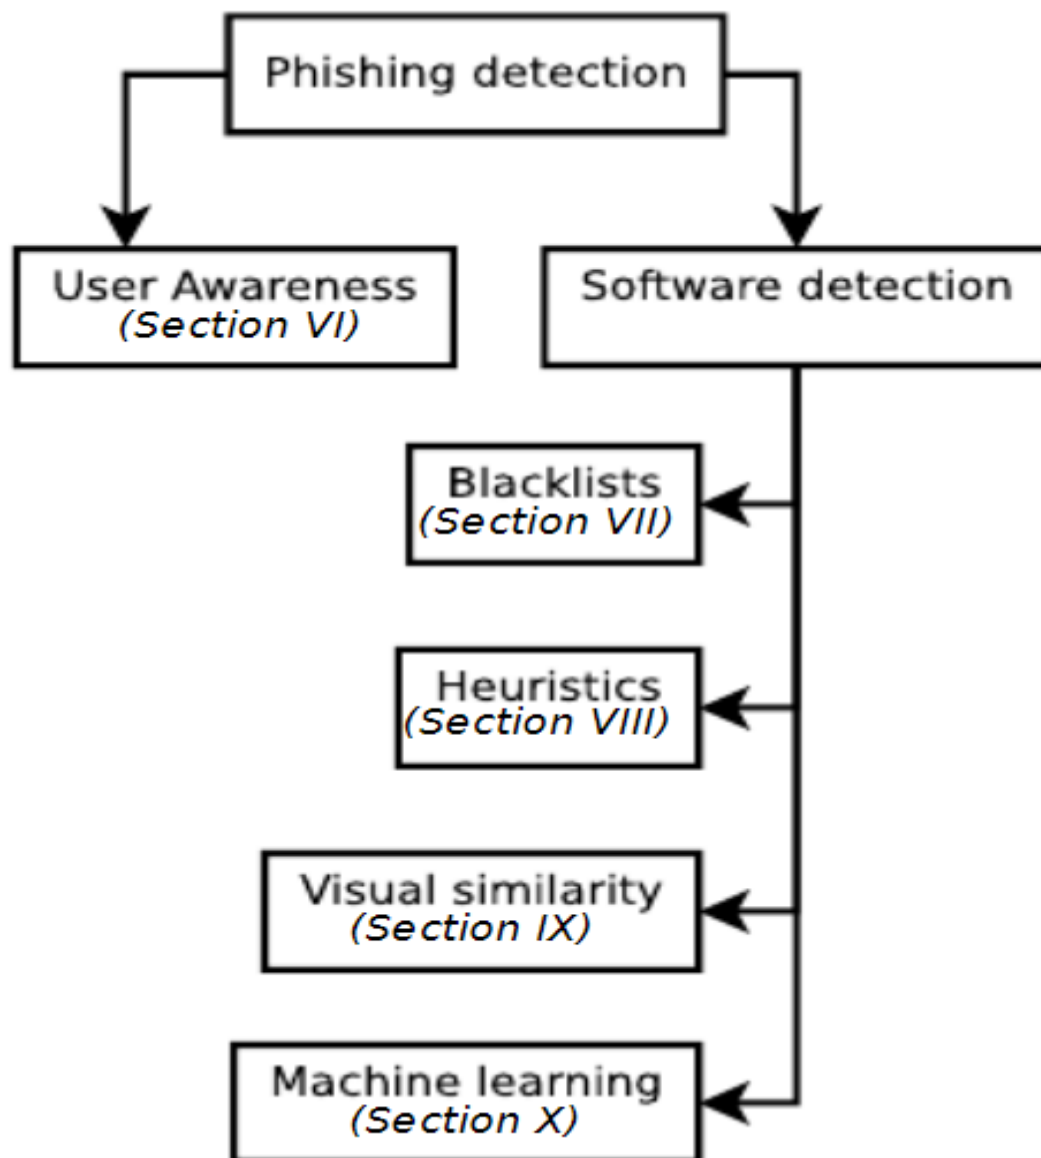 Phishing detection
User Awareness
(Section VI)
Software detection
Blacklists
(Section VII)
Heuristics
(Section VIII)
Visual similarity
(Section IX)
Machine learning
(Section X)